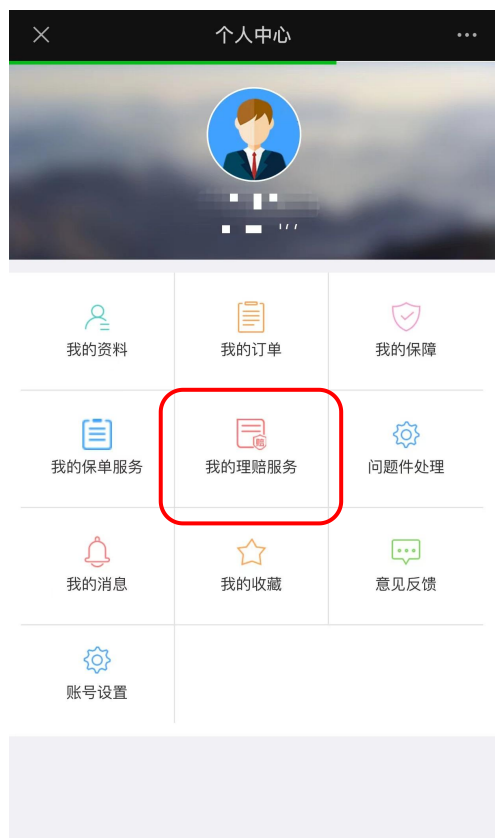 个人中心
我的资料
我的订单
我的保障
我的保单服务
我的理赔服务
问题件处理
我的消息
我的收藏
意见反馈
账号设置